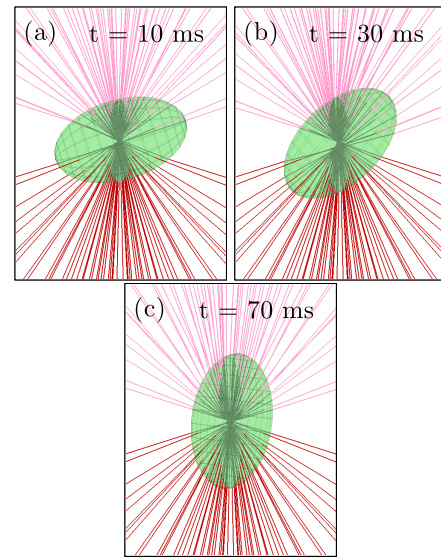 (a) t = 10 ms
(b) t = 30 ms
(c) t = 70 ms